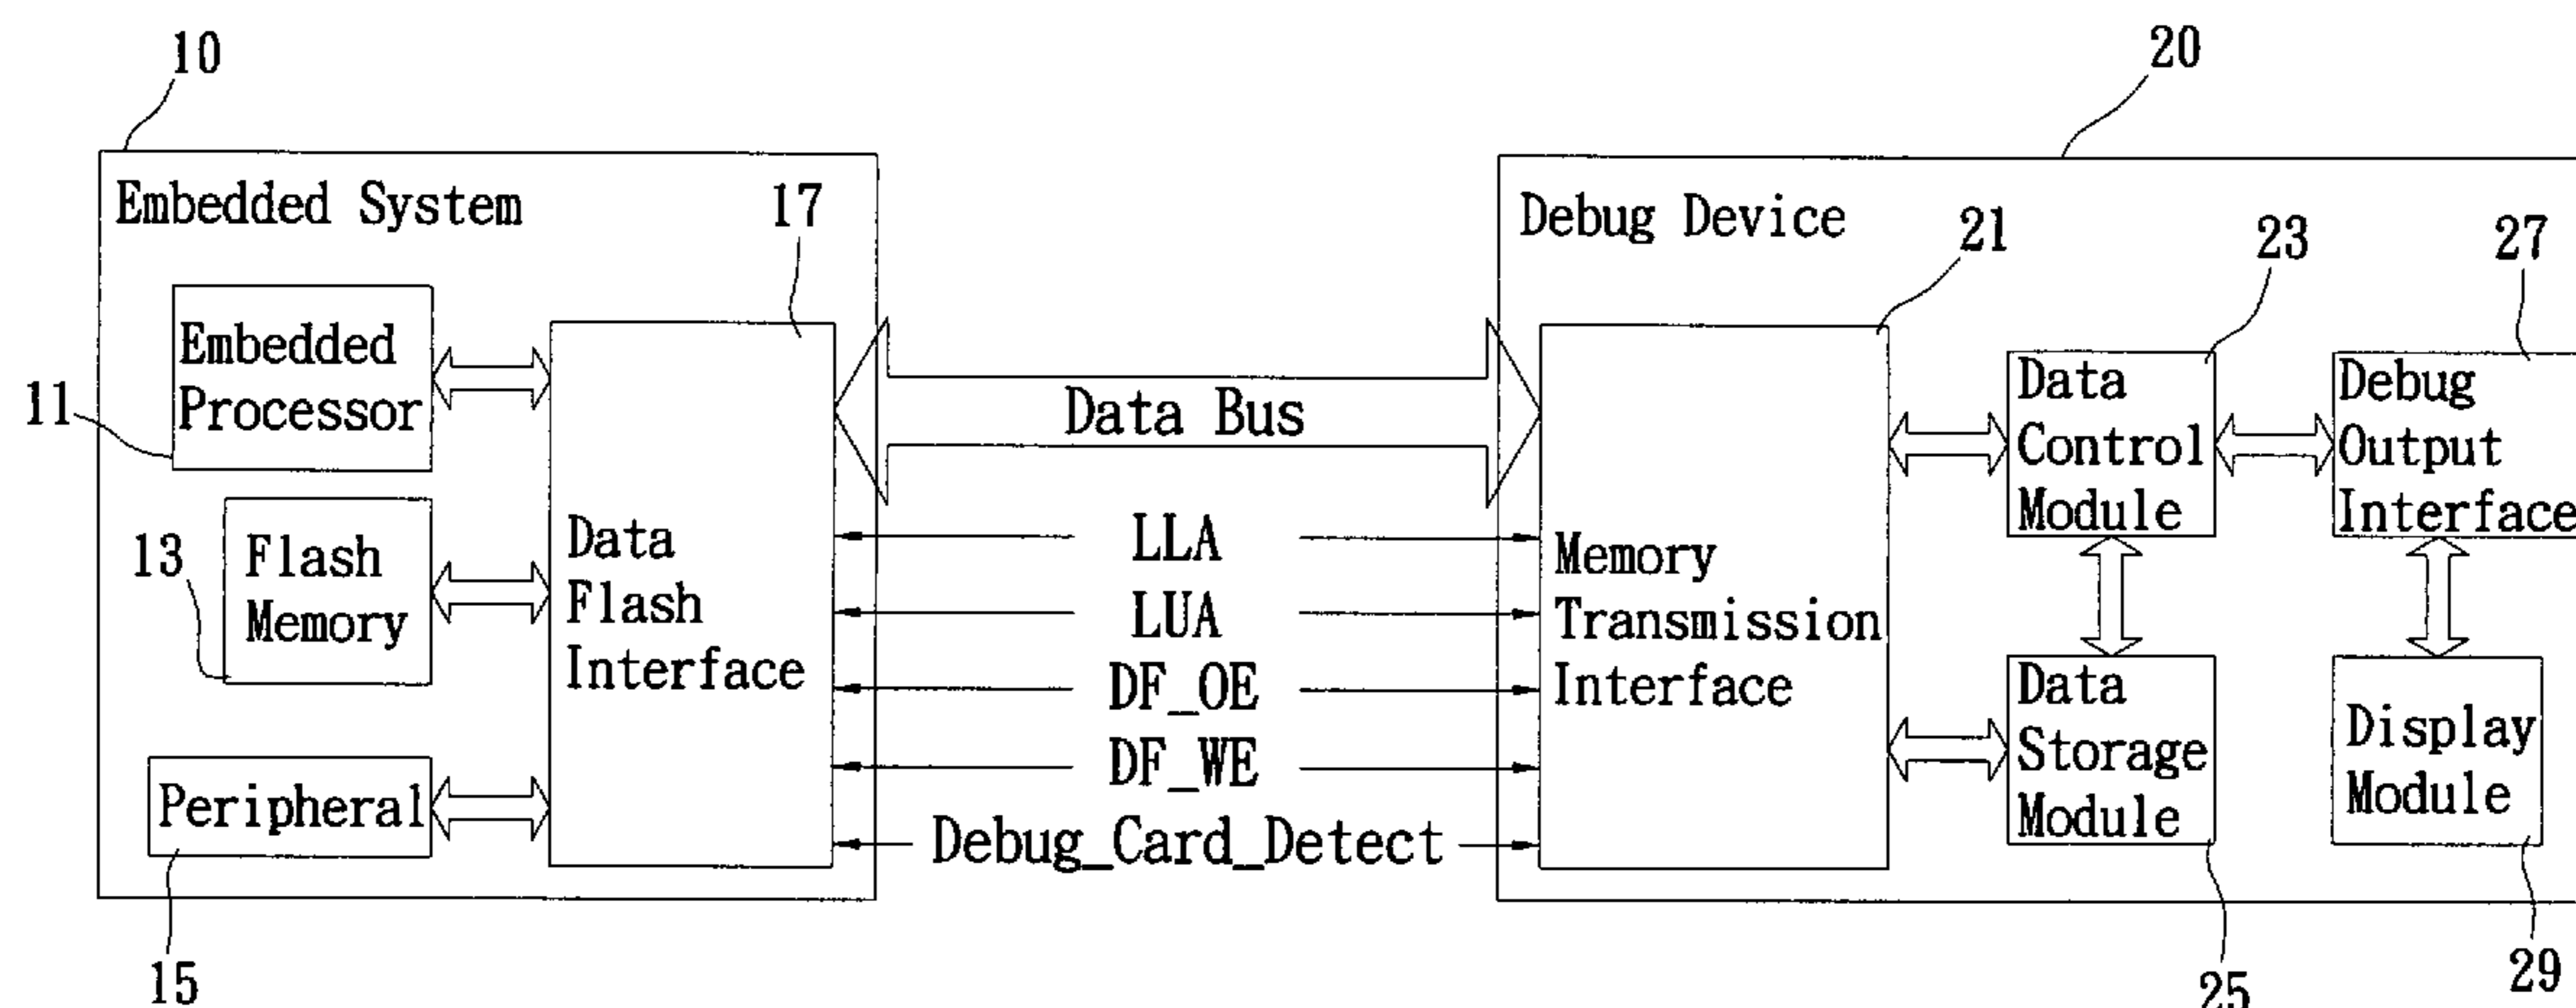 10
20
Embedded System
17
Debug Device
21
23
27
Embedded
Processor
11
Data Bus
Data
Control
Module
Debug
Output
Interface
13
Flash
Memory
Data
Flash
Interface
LLA
LUA
DF_OE
DF_WE
Debug_Card_Detect
Memory
Transmission
Interface
Data
Storage
Module
Display
Module
Peripheral
15
25
29